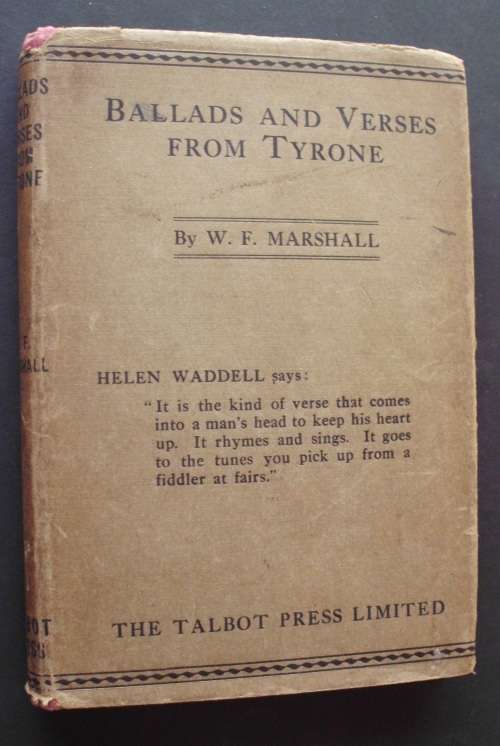 BALLADS AND VERSES
FROM TYRONE
By W. F. MARSHALL
HELEN WADDELL says:
"It is the kind of verse that comes
into a man's head to keep his heart
up. It rhymes and sings. It goes
to the tunes you pick up from a
fiddler at fairs."
THE TALBOT PRESS LIMITED